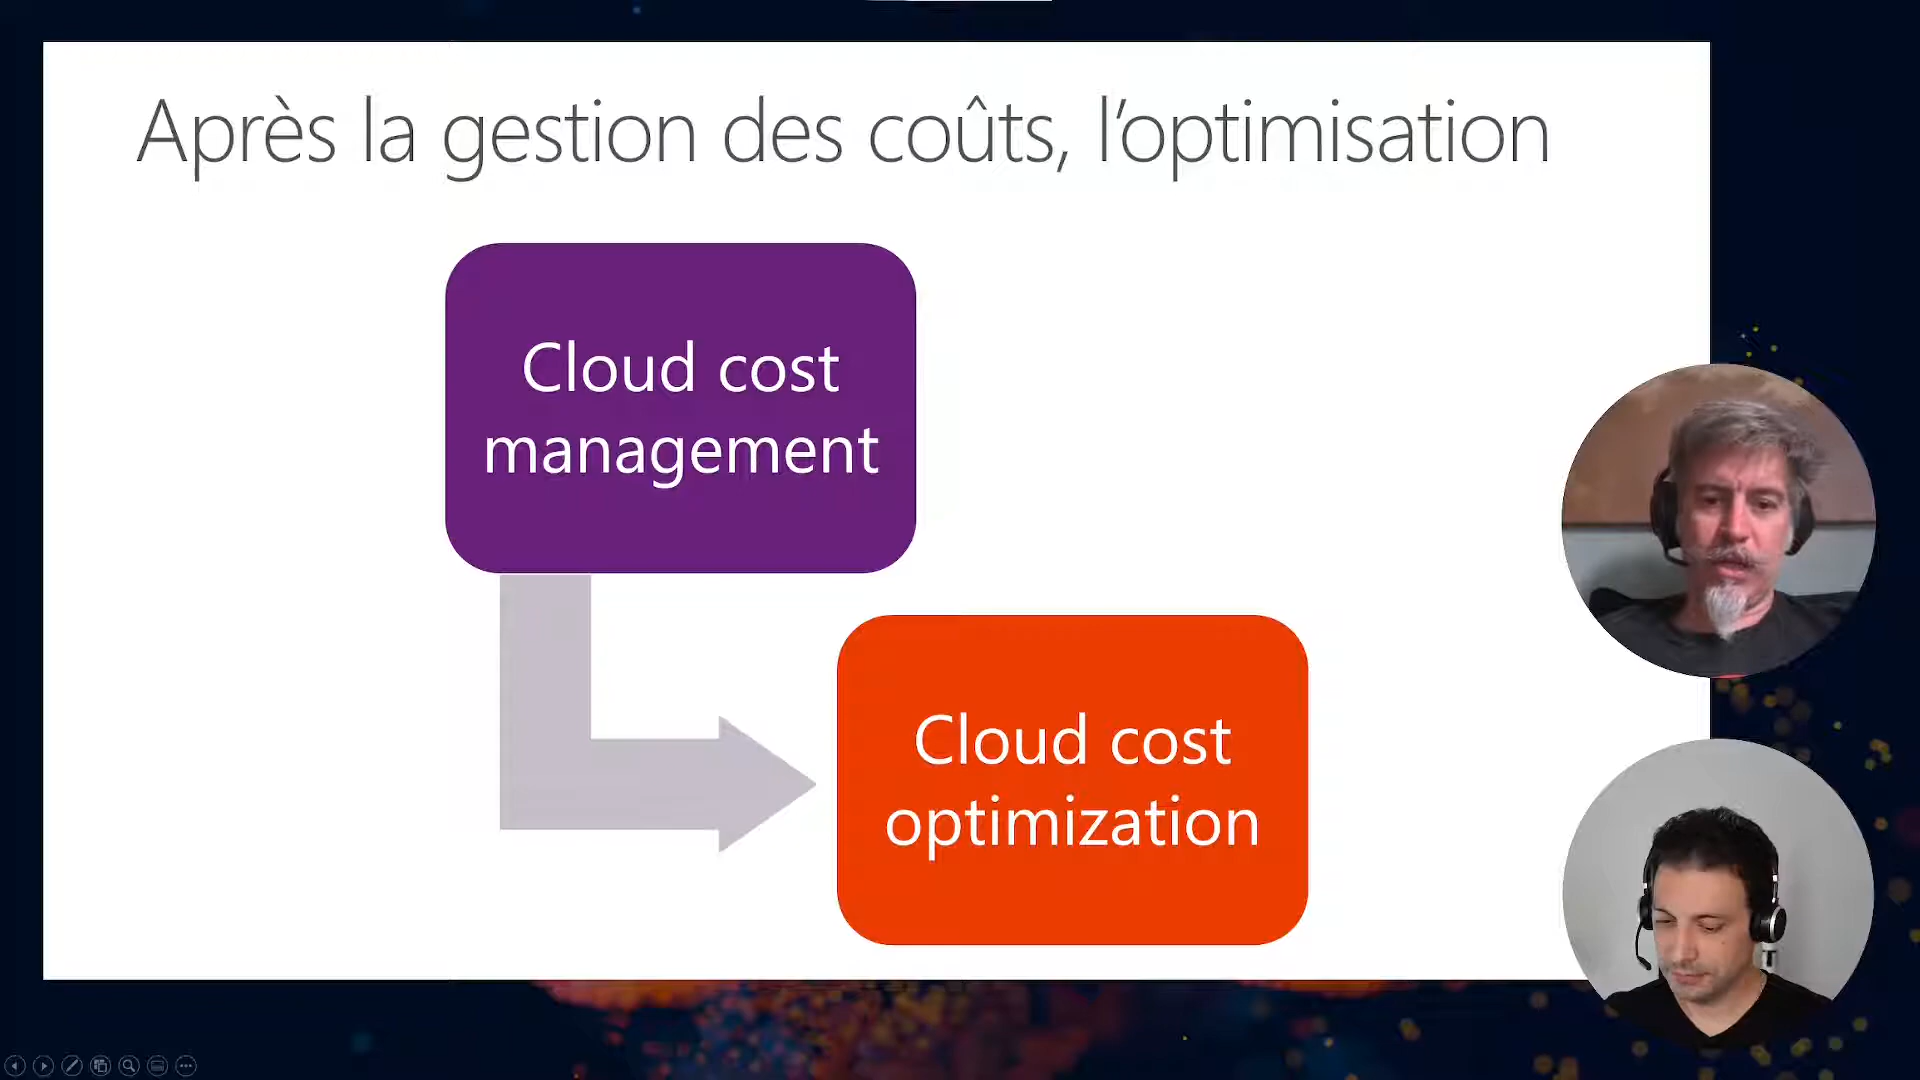 Après la gestion des coûts, l’optimisation
Cloud cost
management
Cloud cost
optimization